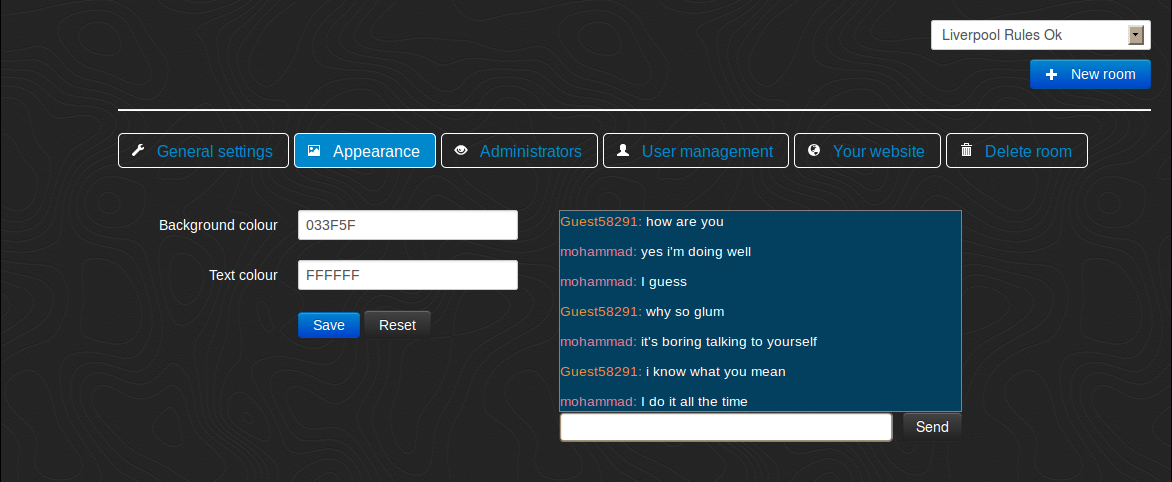 Liverpool Rules Ok
New room
General settings
Appearance
Administrators
User management
Your website
Delete room
Background colour
033F5F
Text colour
FFFFFF
Save
Reset
Guest58291: how are you
mohammad: yes i'm doing well
mohammad: I guess
Guest58291: why so glum
mohammad: it's boring talking to yourself
Guest58291: i know what you mean
mohammad: I do it all the time
Send